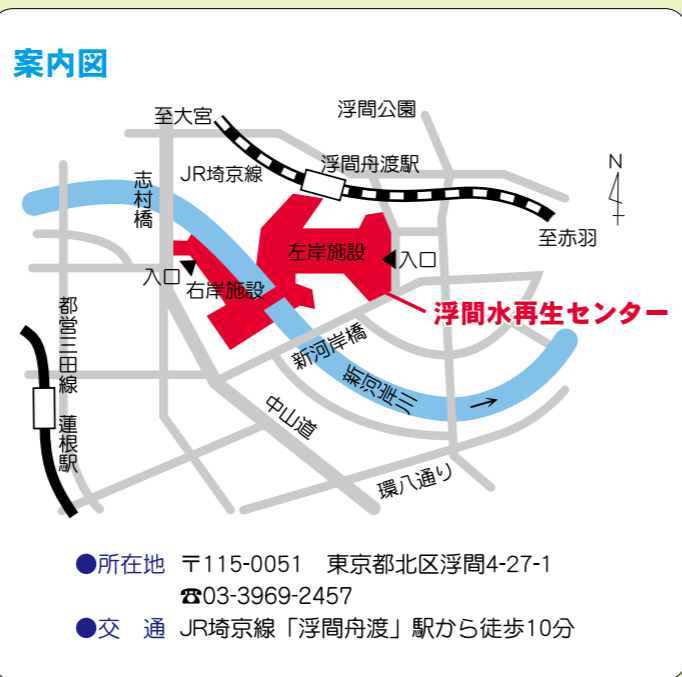 案内図
至大宮
浮間公園
志村橋
JR埼京線
浮間舟渡駅
N
至赤羽
左岸施設
入口
入口
右岸施設
浮間水再生センター
都営三田線 蓮根駅
新河岸橋
新河岸川
→
中山道
環八通り
●所在地 〒115-0051 東京都北区浮間4-27-1
☎03-3969-2457
●交 通 JR埼京線「浮間舟渡」駅から徒歩10分